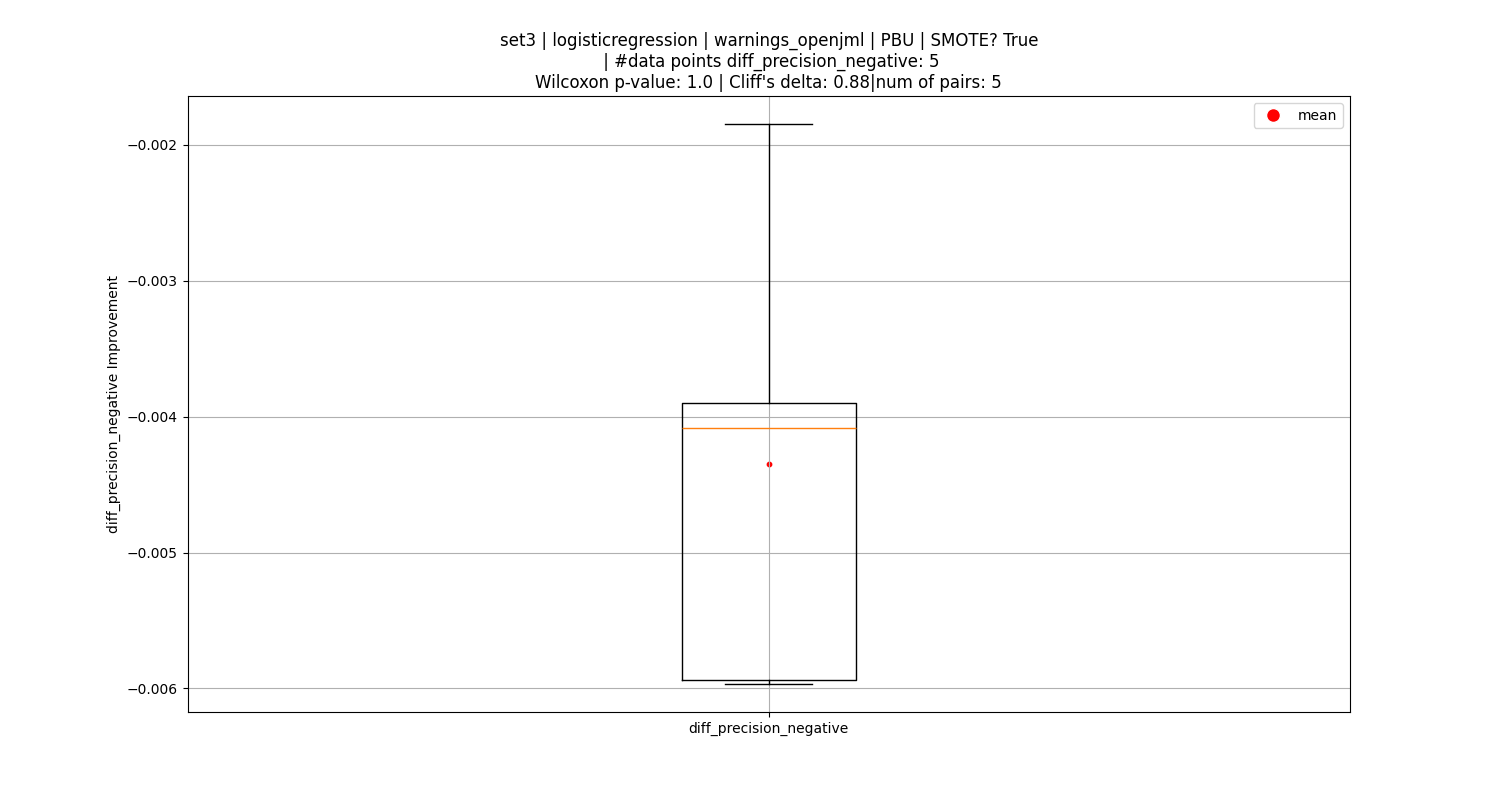 set3 | logisticregression | warnings_openjml | PBU | SMOTE? True
| #data points diff_precision_negative: 5
Wilcoxon p-value: 1.0 | Cliff's delta: 0.88|num of pairs: 5
mean
−0.002
−0.003
−0.004
−0.005
−0.006
diff_precision_negative Improvement
diff_precision_negative